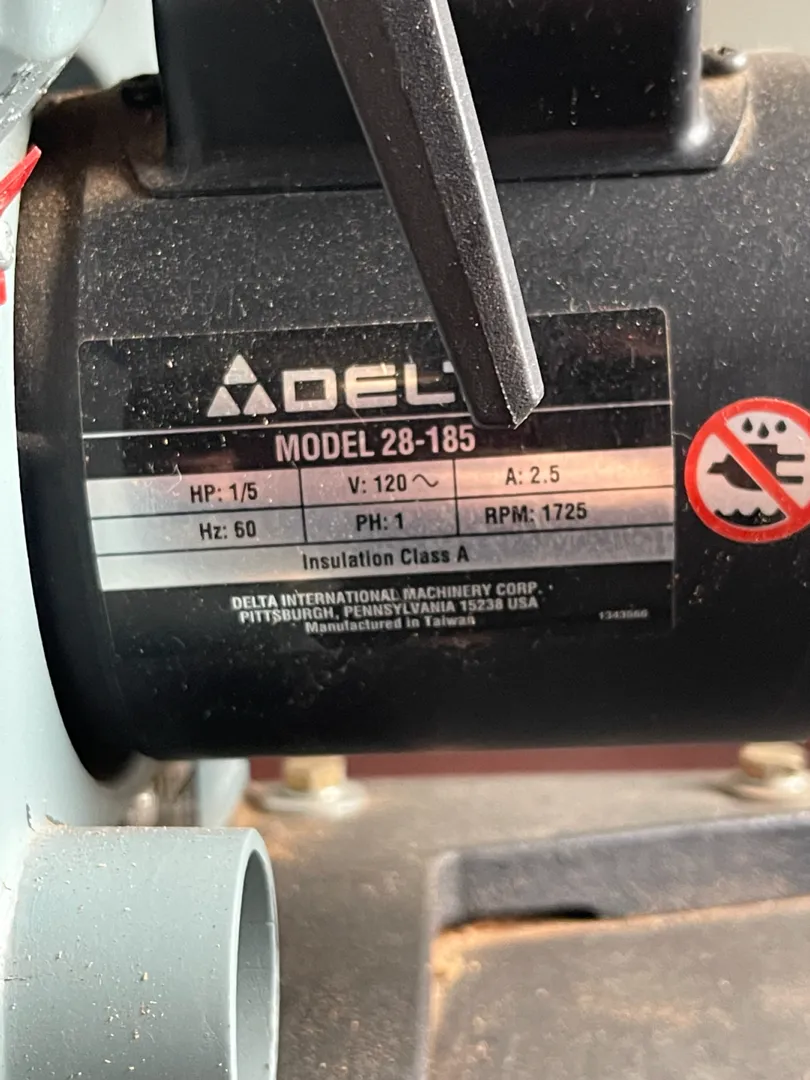 DEL
MODEL 28-185
HP: 1/5 V: 120~ A: 2.5
Hz: 60 PH: 1 RPM: 1725
Insulation Class A
DELTA INTERNATIONAL MACHINERY CORP.
PITTSBURGH, PENNSYLVANIA 15238 USA
Manufactured in Taiwan